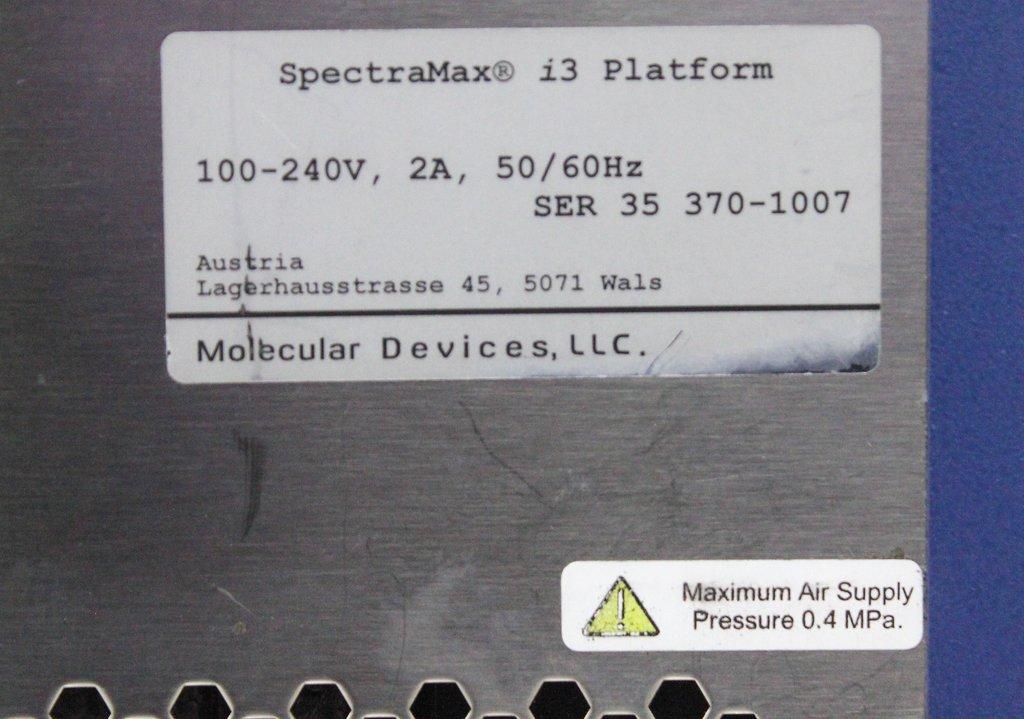 SpectraMax® i3 Platform
100-240V, 2A, 50/60Hz
SER 35 370-1007
Austria
Lagerhausstrasse 45, 5071 Wals
Molecular Devices, LLC.
Maximum Air Supply
Pressure 0.4 MPa.